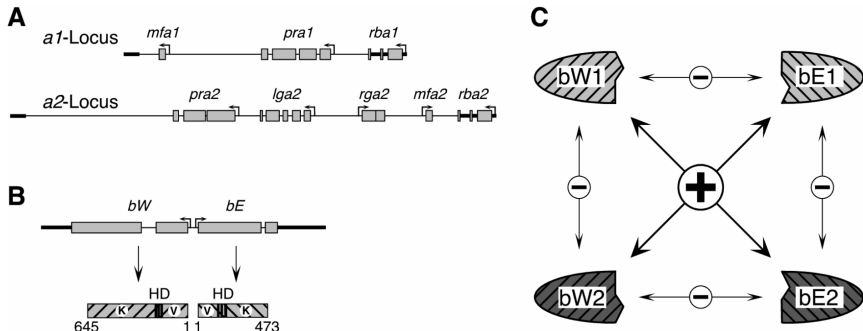 A
a1-Locus
mfa1 pra1 rba1
a2-Locus
pra2 lga2 rga2 mfa2 rba2
B
bW bE
HD HD
K V V K
645 1 1 473
C
bW1 − bE1
− + −
bW2 − bE2